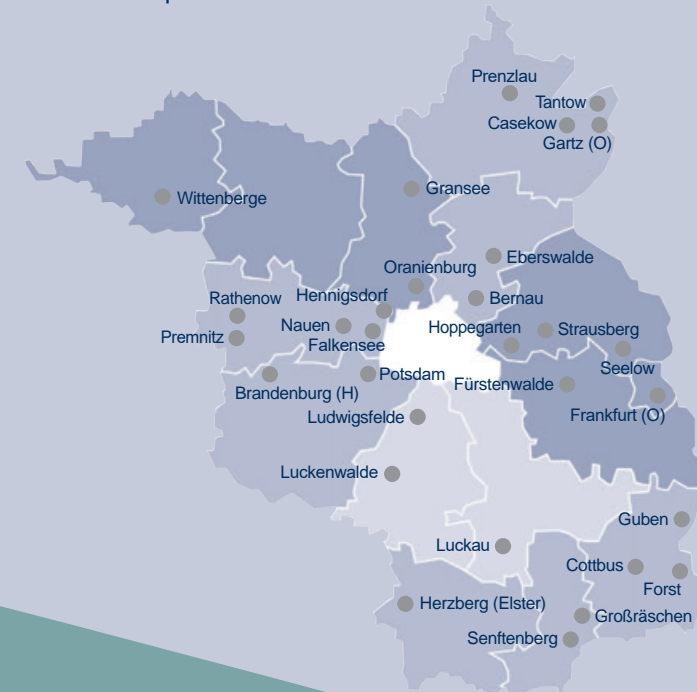 Prenzlau
Tantow
Casekow
Gartz (O)
Wittenberge
Gransee
Eberswalde
Oranienburg
Rathenow
Hennigsdorf
Bernau
Nauen
Hoppegarten
Strausberg
Premnitz
Falkensee
Seelow
Potsdam
Fürstenwalde
Brandenburg (H)
Frankfurt (O)
Ludwigsfelde
Luckenwalde
Guben
Luckau
Cottbus
Forst
Herzberg (Elster)
Großräschen
Senftenberg